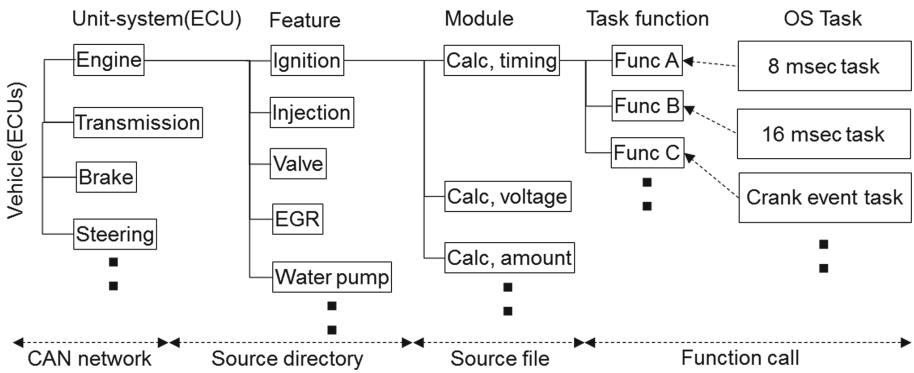 Unit-system(ECU)
Feature
Module
Task function
OS Task
Vehicle(ECUs)
Engine
Ignition
Calc, timing
Func A
8 msec task
Transmission
Injection
Func B
16 msec task
Brake
Valve
Func C
Crank event task
Steering
EGR
Calc, voltage
Water pump
Calc, amount
CAN network
Source directory
Source file
Function call